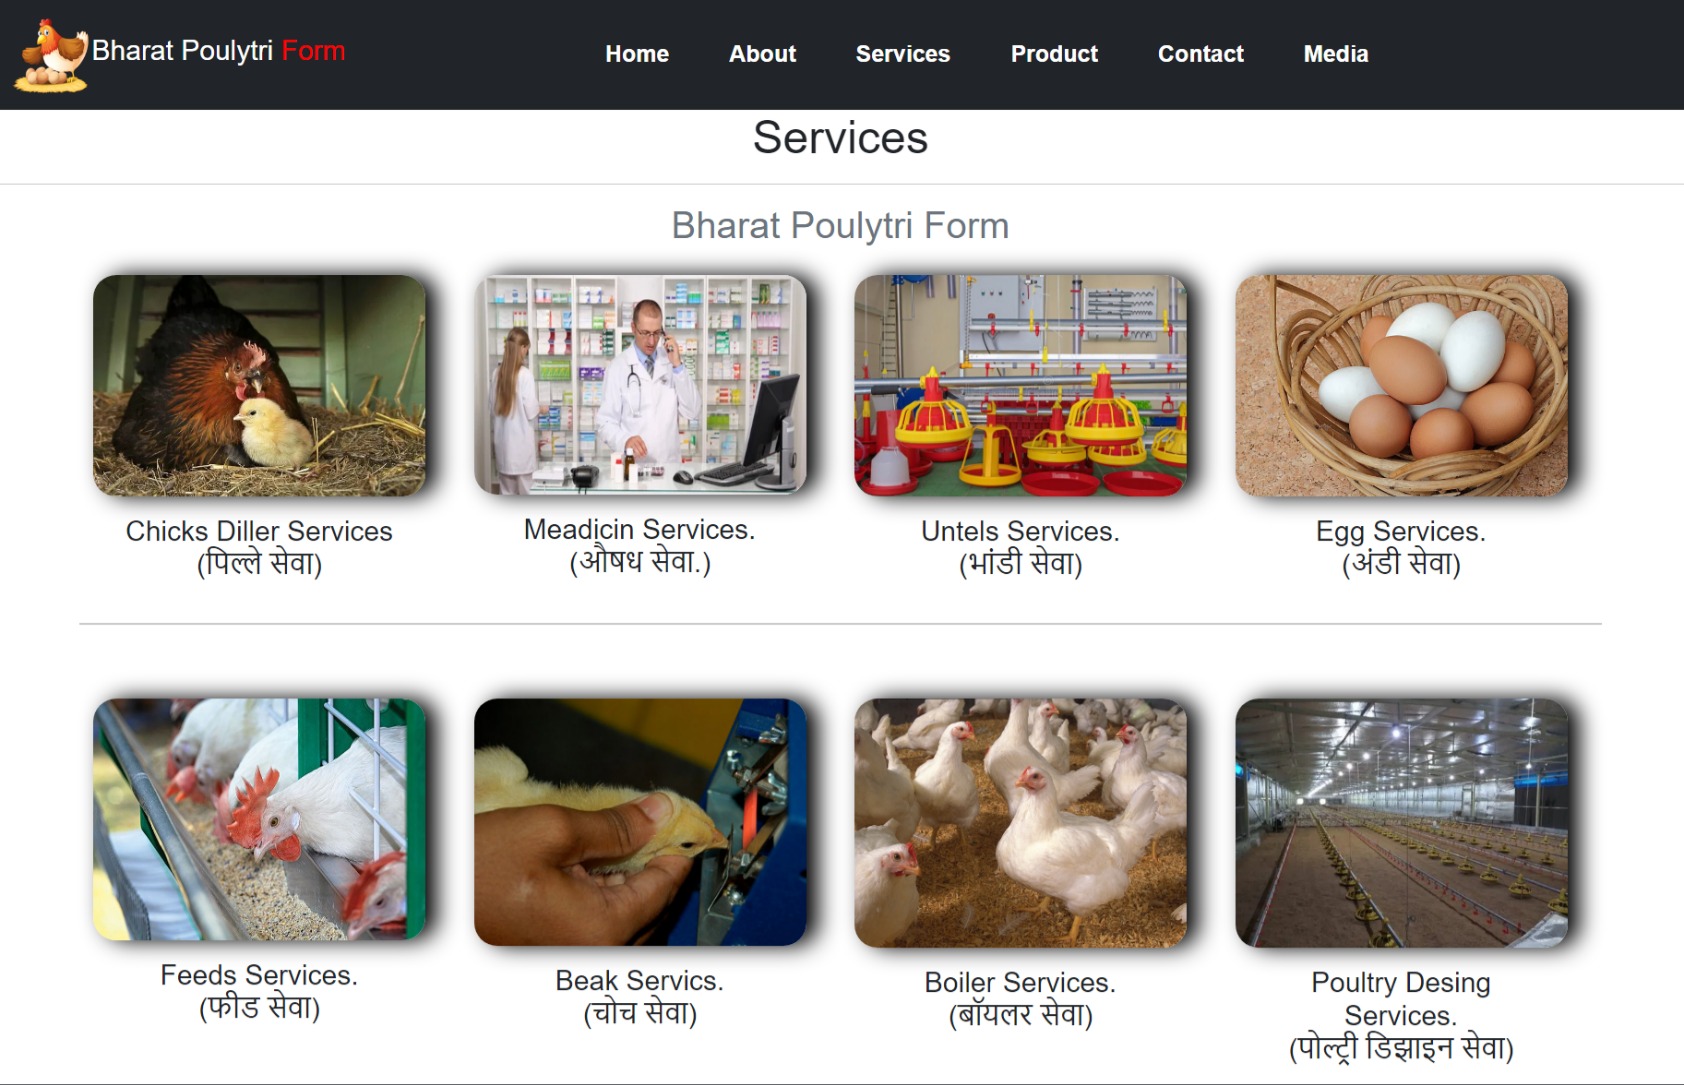 Bharat Poulytri Form
Home About Services Product Contact Media
Services
Bharat Poulytri Form
Chicks Diller Services
(पिल्ले सेवा)
Meadicin Services.
(औषध सेवा.)
Untels Services.
(भांडी सेवा)
Egg Services.
(अंडी सेवा)
Feeds Services.
(फीड सेवा)
Beak Servics.
(चोच सेवा)
Boiler Services.
(बॉयलर सेवा)
Poultry Desing
Services.
(पोल्ट्री डिझाइन सेवा)